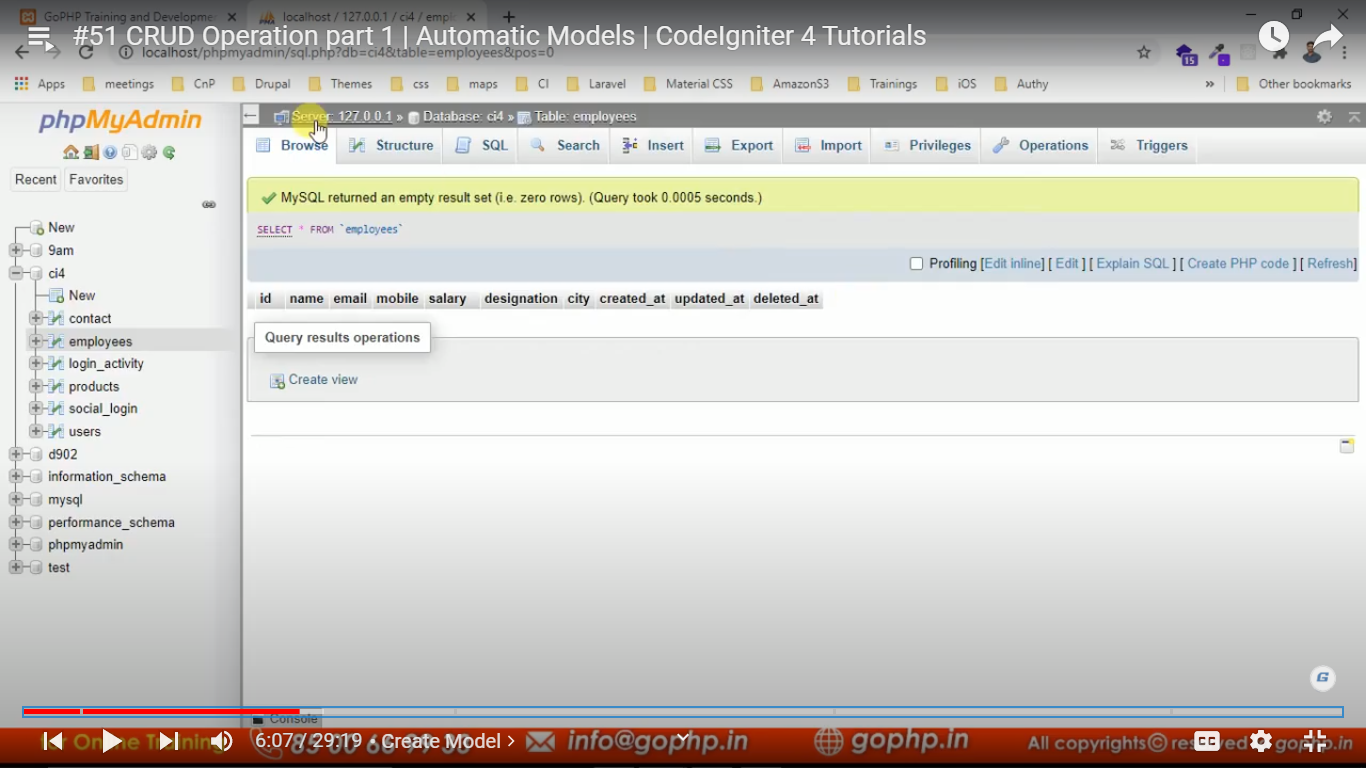 GoPHP Training and Developme
localhost / 127.0.0.1 / ci4 / empl
#51 CRUD Operation part 1 | Automatic Models | CodeIgniter 4 Tutorials
localhost/phpmyadmin/sql.php?db=ci4&table=employees&pos=0
15
Apps meetings CnP Drupal Themes css maps CI Laravel Material CSS AmazonS3 Trainings iOS Authy » Other bookmarks
phpMyAdmin
Recent Favorites
New
9am
ci4
New
contact
employees
login_activity
products
social_login
users
d902
information_schema
mysql
performance_schema
phpmyadmin
test
Server: 127.0.0.1 » Database: ci4 » Table: employees
Browse Structure SQL Search Insert Export Import Privileges Operations Triggers
MySQL returned an empty result set (i.e. zero rows). (Query took 0.0005 seconds.)
SELECT * FROM `employees`
Profiling [Edit inline] [ Edit ] [ Explain SQL ] [ Create PHP code ] [ Refresh]
id name email mobile salary designation city created_at updated_at deleted_at
Query results operations
Create view
G
Console
for Online Training
6:07 / 29:19 • Create Model >
info@gophp.in
gophp.in
All copyrights© reserved
gophp.in
CC